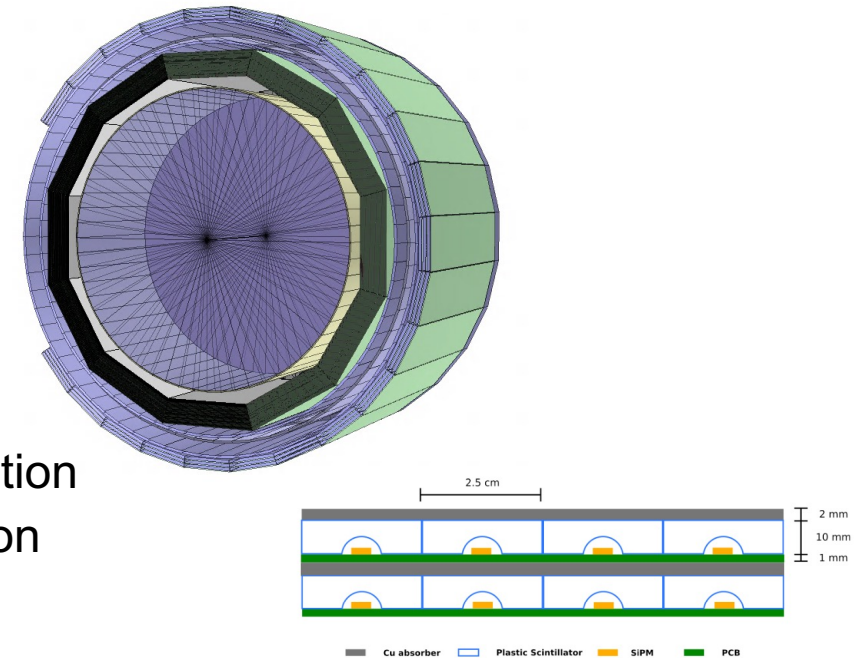 tion
on
2.5 cm
2 mm
10 mm
1 mm
Cu absorber
Plastic Scintillator
SiPM
PCB